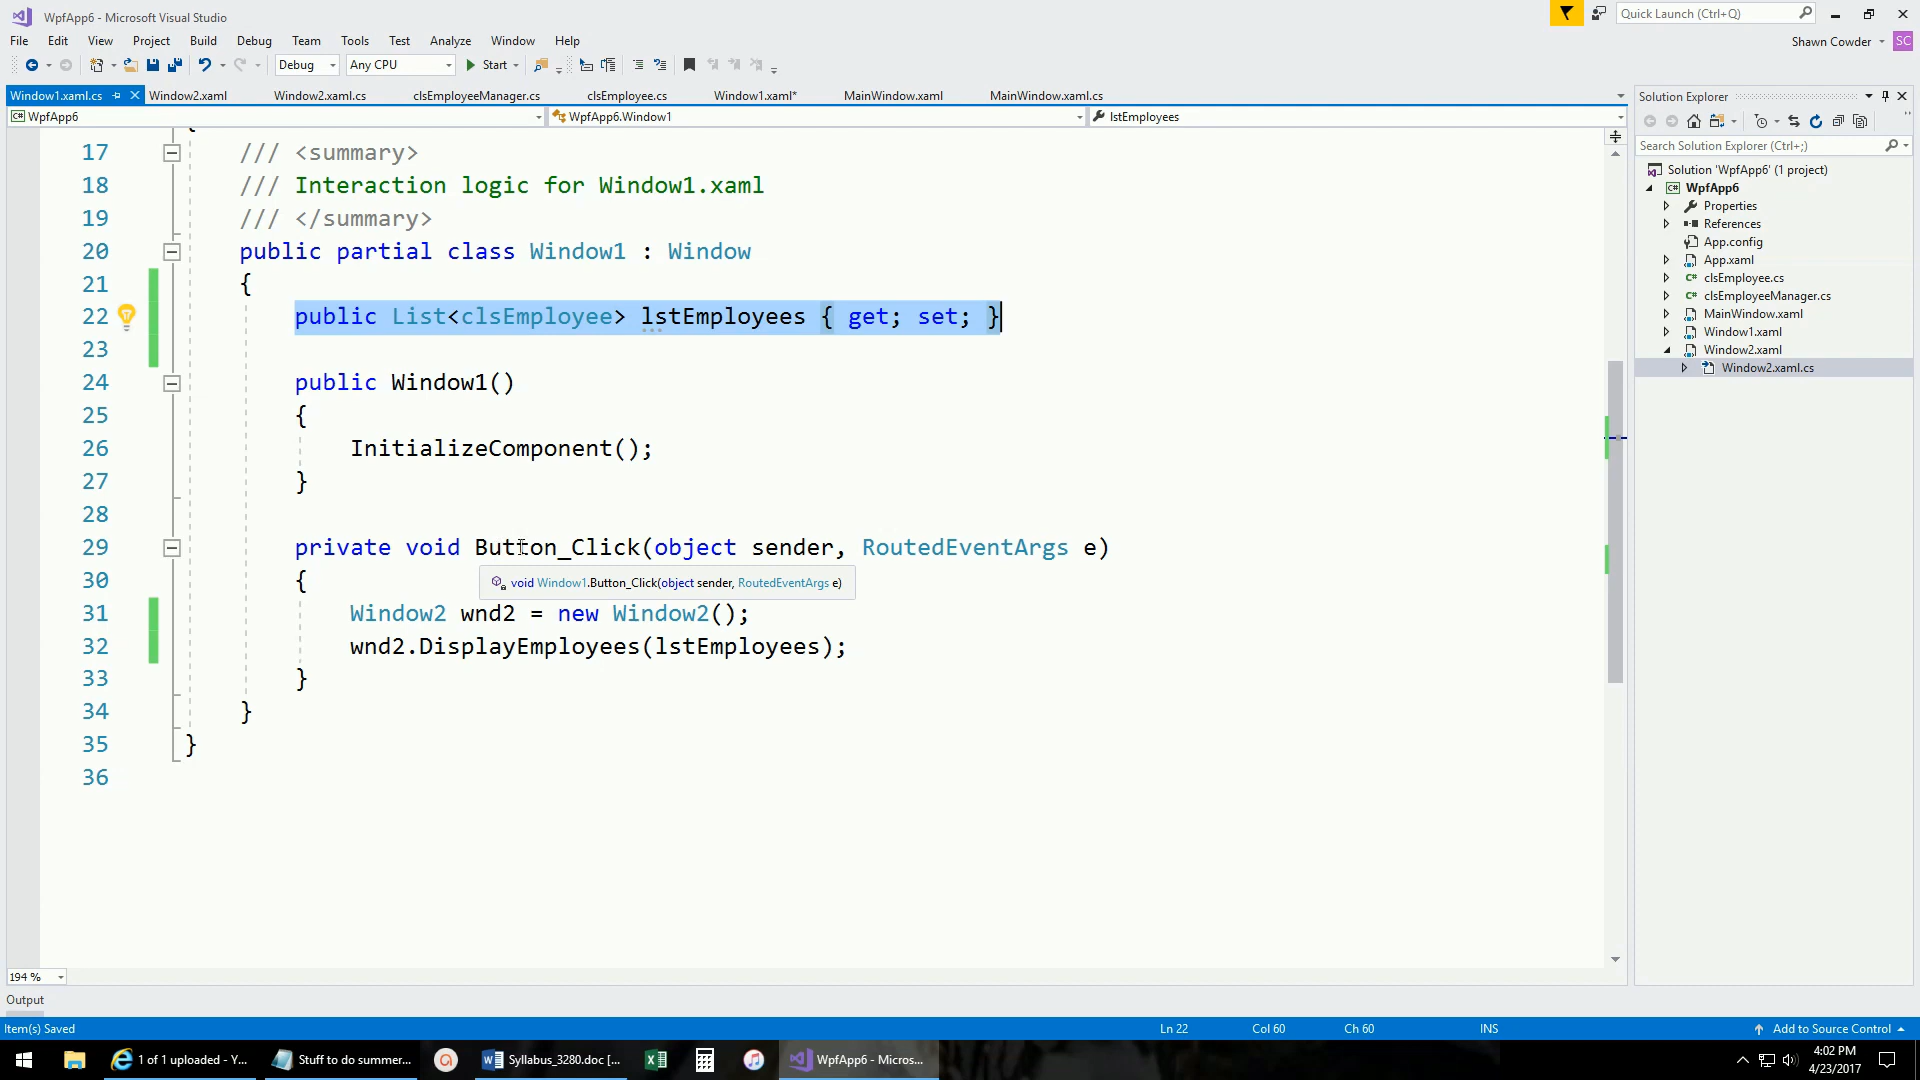 WpfApp6 - Microsoft Visual Studio
Quick Launch (Ctrl+Q)
File Edit View Project Build Debug Team Tools Test Analyze Window Help
Shawn Cowder SC
Debug Any CPU Start
Window1.xaml.cs Window2.xaml Window2.xaml.cs clsEmployeeManager.cs clsEmployee.cs Window1.xaml* MainWindow.xaml MainWindow.xaml.cs
WpfApp6 WpfApp6.Window1 lstEmployees
17 /// <summary>
18 /// Interaction logic for Window1.xaml
19 /// </summary>
20 public partial class Window1 : Window
21 {
22 public List<clsEmployee> lstEmployees { get; set; }
23
24 public Window1()
25 {
26 InitializeComponent();
27 }
28
29 private void Button_Click(object sender, RoutedEventArgs e)
30 {
void Window1.Button_Click(object sender, RoutedEventArgs e)
31 Window2 wnd2 = new Window2();
32 wnd2.DisplayEmployees(lstEmployees);
33 }
34 }
35 }
36
194 %
Output
Solution Explorer
Search Solution Explorer (Ctrl+;)
Solution 'WpfApp6' (1 project)
WpfApp6
Properties
References
App.config
App.xaml
clsEmployee.cs
clsEmployeeManager.cs
MainWindow.xaml
Window1.xaml
Window2.xaml
Window2.xaml.cs
Item(s) Saved Ln 22 Col 60 Ch 60 INS Add to Source Control
1 of 1 uploaded - Y... Stuff to do summer... Syllabus_3280.doc [... WpfApp6 - Micros...
4:02 PM
4/23/2017